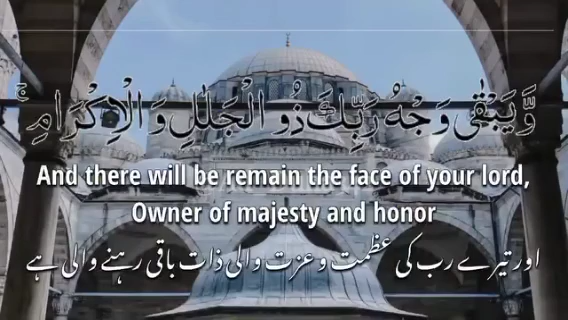 وَّيَبْقٰى وَجْهُ رَبِّكَ ذُو الْجَلٰلِ وَالْاِكْرَامِۚ
And there will be remain the face of your lord,
Owner of majesty and honor
اور تیرے رب کی عظمت و عزت والی ذات باقی رہنے والی ہے